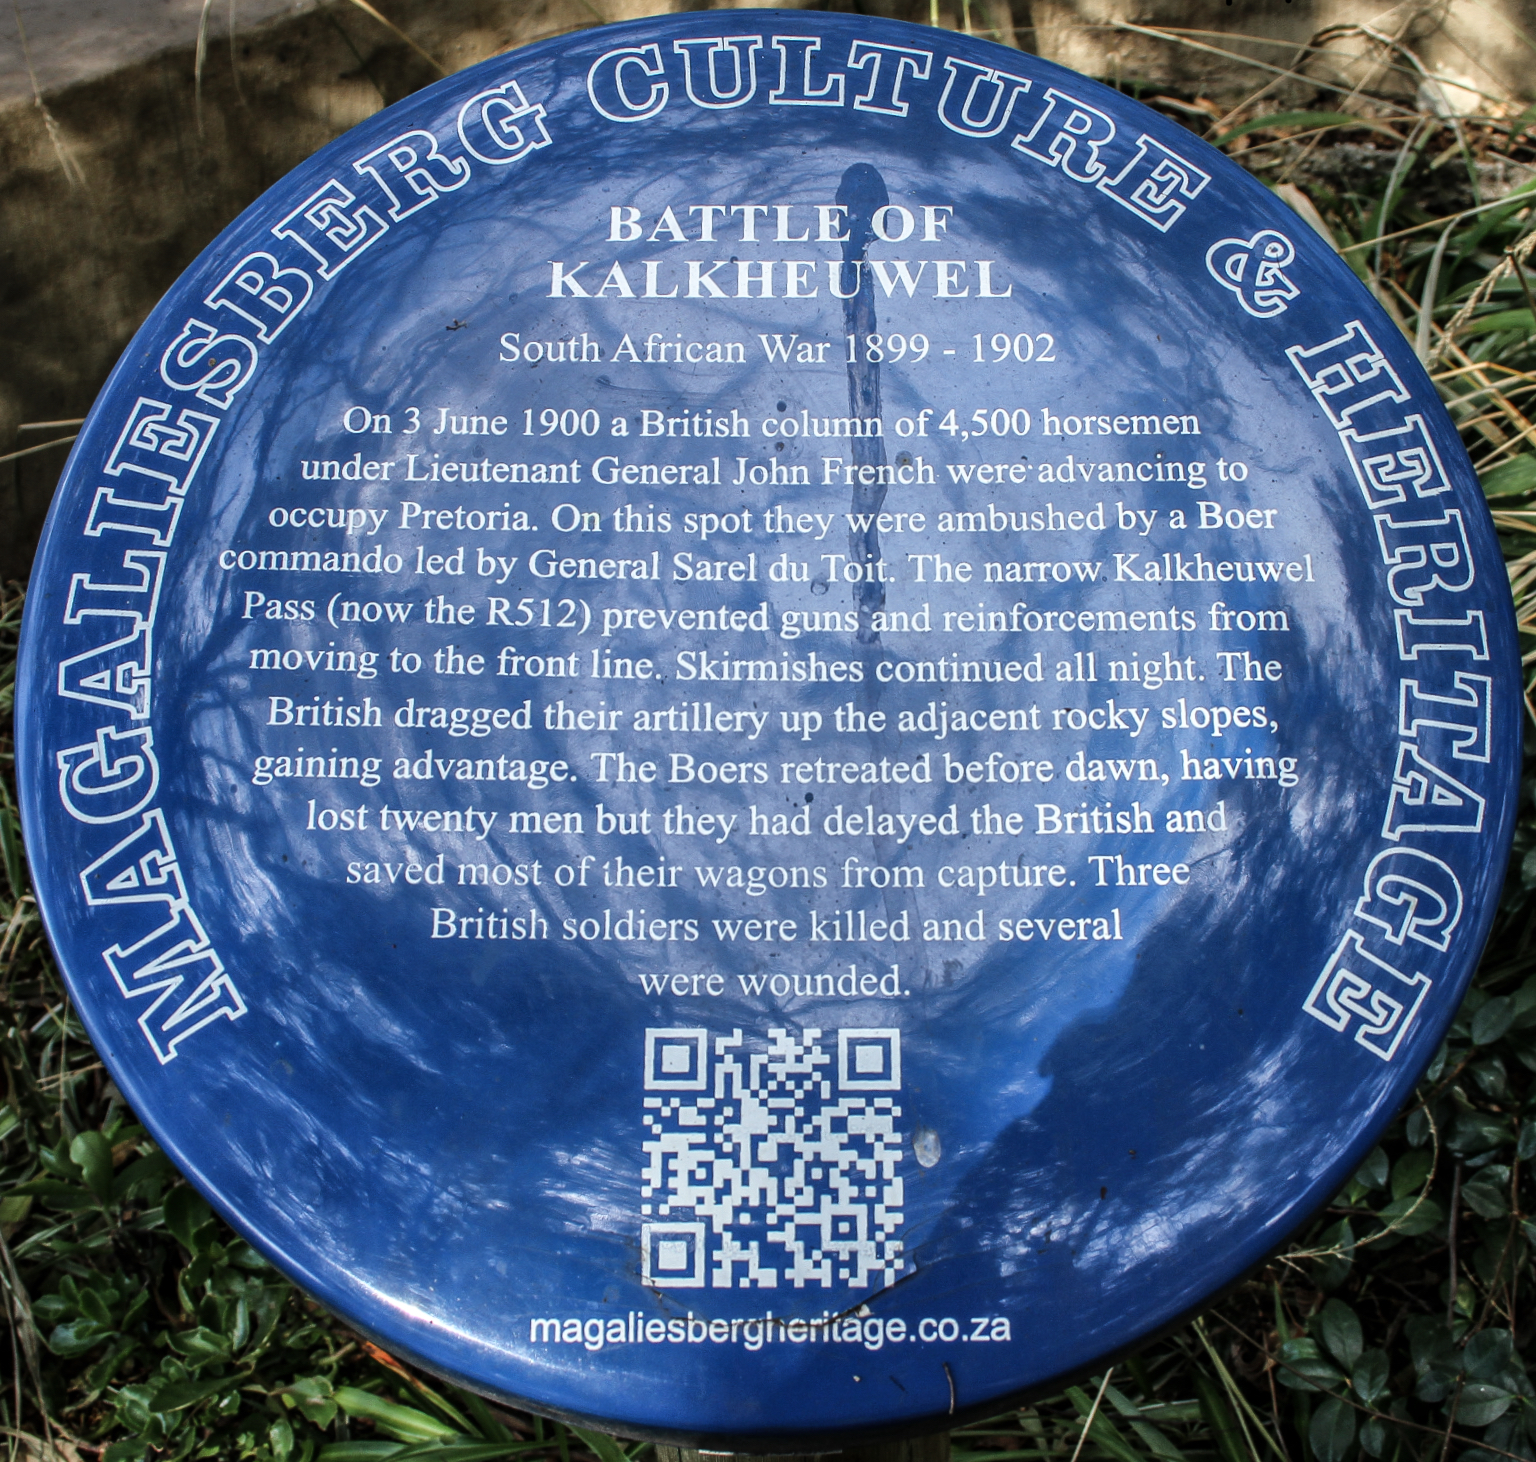 MAGALIESBERG CULTURE & HERITAGE
BATTLE OF
KALKHEUWEL
South African War 1899 - 1902
On 3 June 1900 a British column of 4,500 horsemen
under Lieutenant General John French were advancing to
occupy Pretoria. On this spot they were ambushed by a Boer
commando led by General Sarel du Toit. The narrow Kalkheuwel
Pass (now the R512) prevented guns and reinforcements from
moving to the front line. Skirmishes continued all night. The
British dragged their artillery up the adjacent rocky slopes,
gaining advantage. The Boers retreated before dawn, having
lost twenty men but they had delayed the British and
saved most of their wagons from capture. Three
British soldiers were killed and several
were wounded.
magaliesbergheritage.co.za